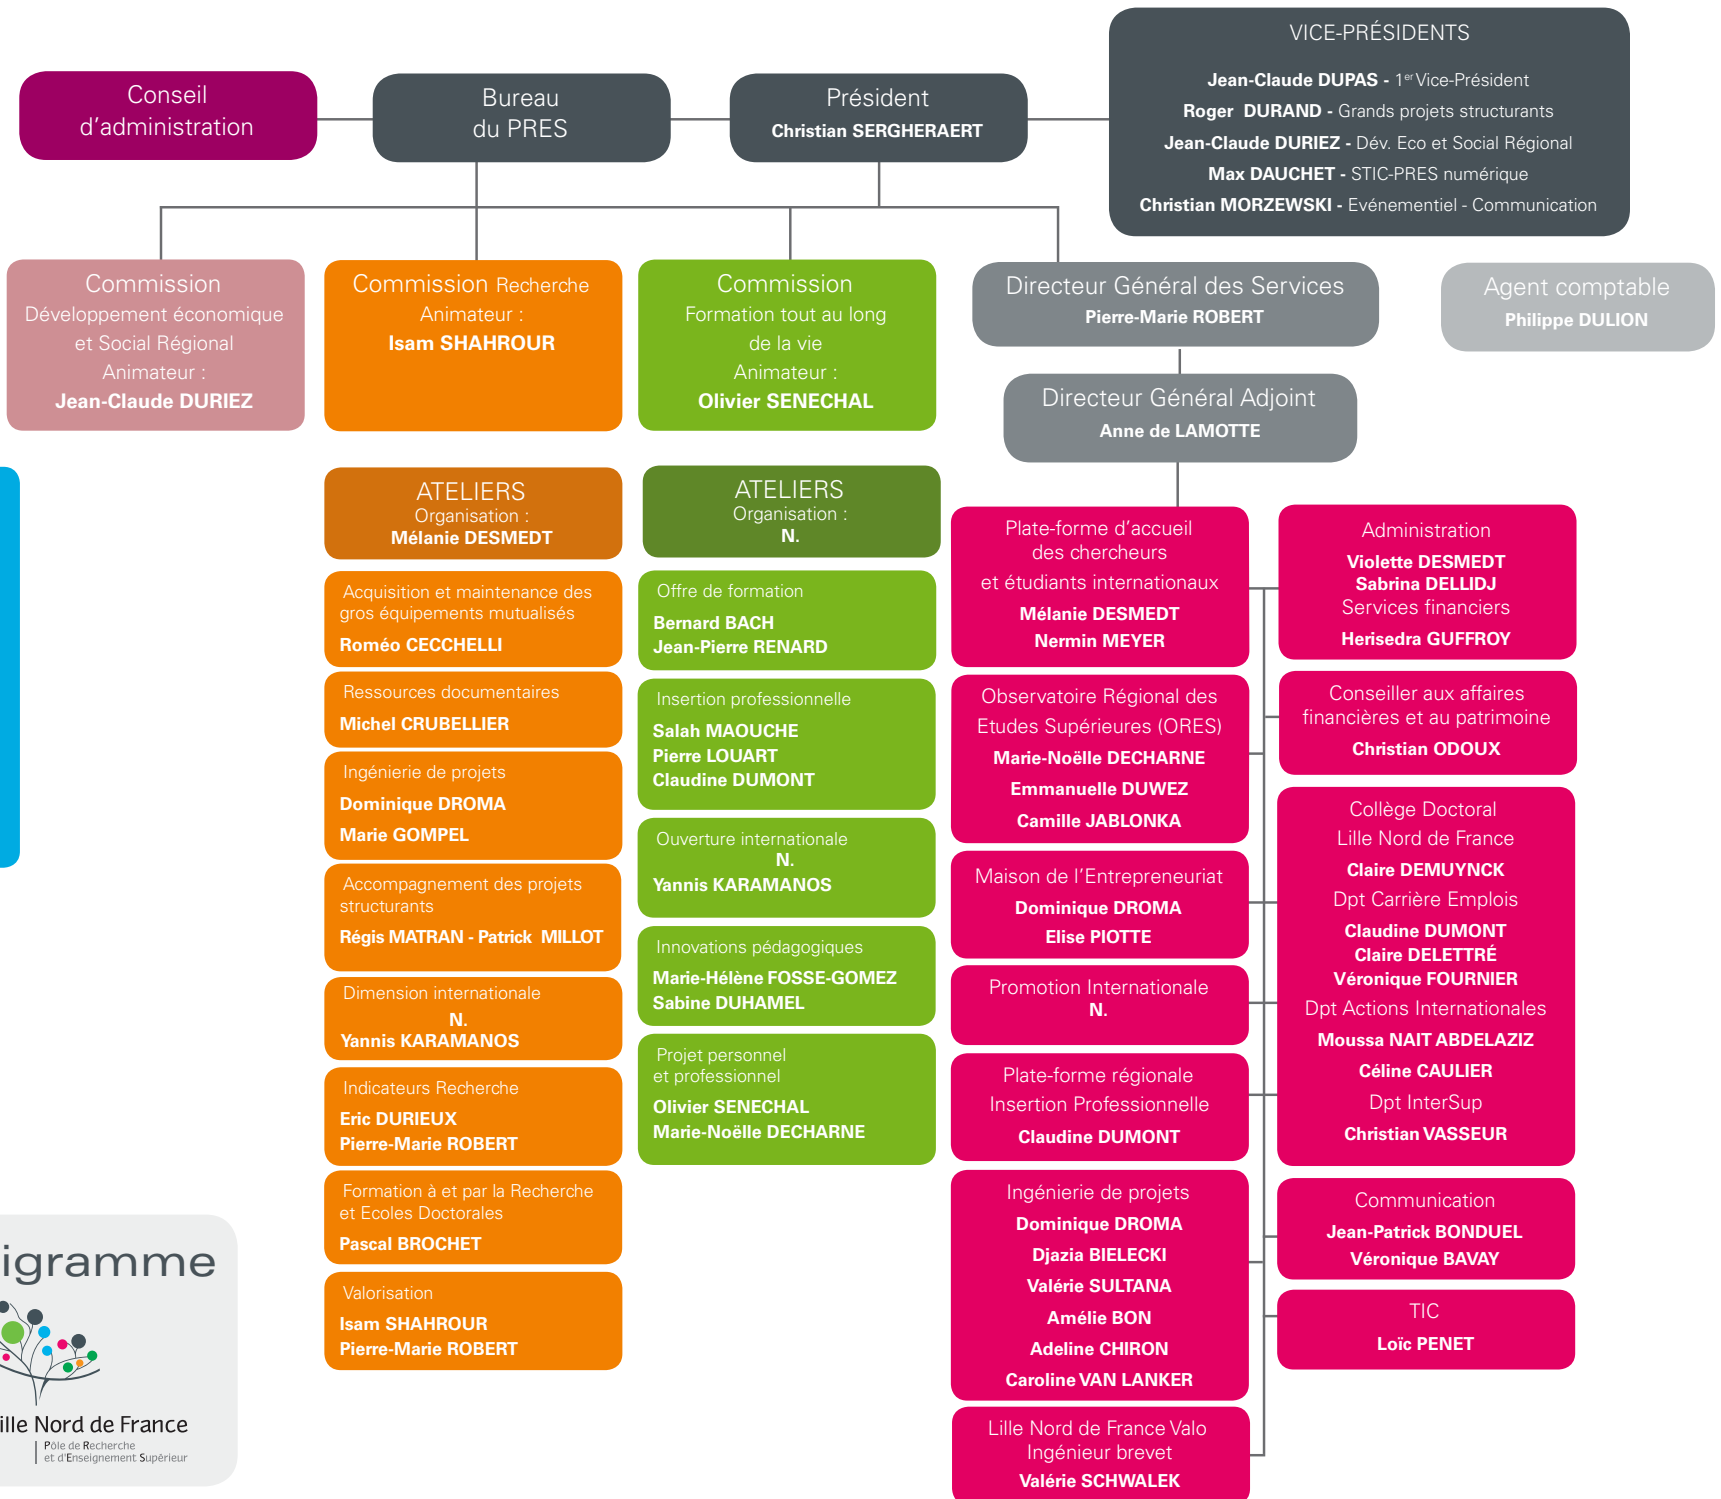 Conseil
d'administration
Bureau
du PRES
Président
Christian SERGHERAERT
VICE-PRÉSIDENTS
Jean-Claude DUPAS - 1er Vice-Président
Roger DURAND - Grands projets structurants
Jean-Claude DURIEZ - Dév. Eco et Social Régional
Max DAUCHET - STIC-PRES numérique
Christian MORZEWSKI - Evénementiel - Communication
Commission
Développement économique
et Social Régional
Animateur :
Jean-Claude DURIEZ
Commission Recherche
Animateur :
Isam SHAHROUR
Commission
Formation tout au long
de la vie
Animateur :
Olivier SENECHAL
Directeur Général des Services
Pierre-Marie ROBERT
Agent comptable
Philippe DULION
Directeur Général Adjoint
Anne de LAMOTTE
ATELIERS
Organisation :
Mélanie DESMEDT
Acquisition et maintenance des
gros équipements mutualisés
Roméo CECCHELLI
Ressources documentaires
Michel CRUBELLIER
Ingénierie de projets
Dominique DROMA
Marie GOMPEL
Accompagnement des projets
structurants
Régis MATRAN - Patrick MILLOT
Dimension internationale
N.
Yannis KARAMANOS
Indicateurs Recherche
Eric DURIEUX
Pierre-Marie ROBERT
Formation à et par la Recherche
et Ecoles Doctorales
Pascal BROCHET
Valorisation
Isam SHAHROUR
Pierre-Marie ROBERT
ATELIERS
Organisation :
N.
Offre de formation
Bernard BACH
Jean-Pierre RENARD
Insertion professionnelle
Salah MAOUCHE
Pierre LOUART
Claudine DUMONT
Ouverture internationale
N.
Yannis KARAMANOS
Innovations pédagogiques
Marie-Hélène FOSSE-GOMEZ
Sabine DUHAMEL
Projet personnel
et professionnel
Olivier SENECHAL
Marie-Noëlle DECHARNE
Plate-forme d'accueil
des chercheurs
et étudiants internationaux
Mélanie DESMEDT
Nermin MEYER
Observatoire Régional des
Etudes Supérieures (ORES)
Marie-Noëlle DECHARNE
Emmanuelle DUWEZ
Camille JABLONKA
Maison de l'Entrepreneuriat
Dominique DROMA
Elise PIOTTE
Promotion Internationale
N.
Plate-forme régionale
Insertion Professionnelle
Claudine DUMONT
Ingénierie de projets
Dominique DROMA
Djazia BIELECKI
Valérie SULTANA
Amélie BON
Adeline CHIRON
Caroline VAN LANKER
Lille Nord de France Valo
Ingénieur brevet
Valérie SCHWALEK
Administration
Violette DESMEDT
Sabrina DELLIDJ
Services financiers
Herisedra GUFFROY
Conseiller aux affaires
financières et au patrimoine
Christian ODOUX
Collège Doctoral
Lille Nord de France
Claire DEMUYNCK
Dpt Carrière Emplois
Claudine DUMONT
Claire DELETTRÉ
Véronique FOURNIER
Dpt Actions Internationales
Moussa NAIT ABDELAZIZ
Céline CAULIER
Dpt InterSup
Christian VASSEUR
Communication
Jean-Patrick BONDUEL
Véronique BAVAY
TIC
Loïc PENET
igramme
ille Nord de France
Pôle de Recherche
et d'Enseignement Supérieur